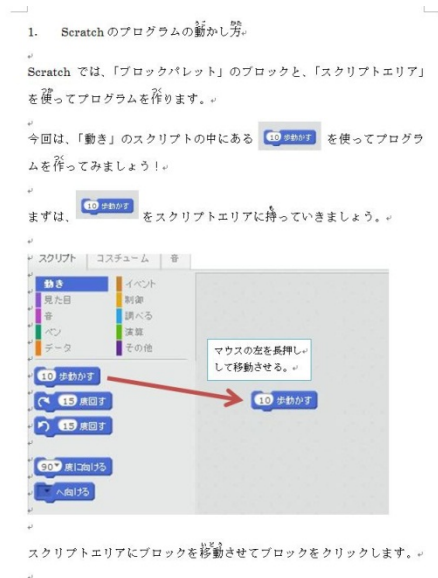 1. Scratchのプログラムの動かし方
Scratch では、「ブロックパレット」のブロックと、「スクリプトエリア」
を使ってプログラムを作ります。
今回は、「動き」のスクリプトの中にある 10 歩動かす を使ってプログラ
ムを作ってみましょう！
まずは、 10 歩動かす をスクリプトエリアに持っていきましょう。
スクリプト コスチューム 音
動き イベント
見た目 制御
音 調べる
ペン 演算
データ その他
マウスの左を長押し
して移動させる。
10 歩動かす
10 歩動かす
15 度回す
15 度回す
90 度に向ける
へ向ける
スクリプトエリアにブロックを移動させてブロックをクリックします。